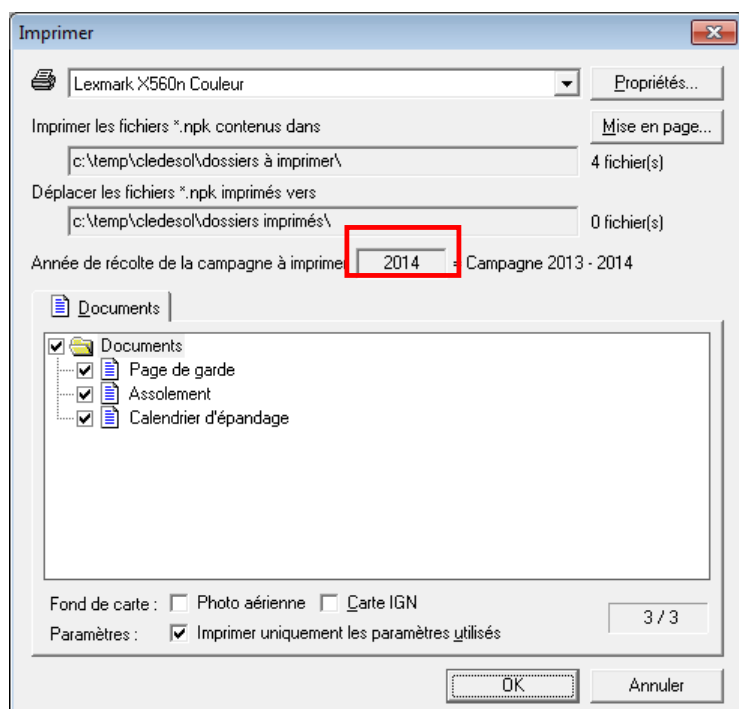 Imprimer
Lexmark X560n Couleur
Propriétés...
Imprimer les fichiers *.npk contenus dans
Mise en page...
c:\temp\cledesol\dossiers à imprimer\
4 fichier(s)
Déplacer les fichiers *.npk imprimés vers
c:\temp\cledesol\dossiers imprimés\
0 fichier(s)
Année de récolte de la campagne à imprimer 2014 = Campagne 2013 - 2014
Documents
Documents
Page de garde
Assolement
Calendrier d'épandage
Fond de carte : Photo aérienne Carte IGN
3 / 3
Paramètres : Imprimer uniquement les paramètres utilisés
OK Annuler